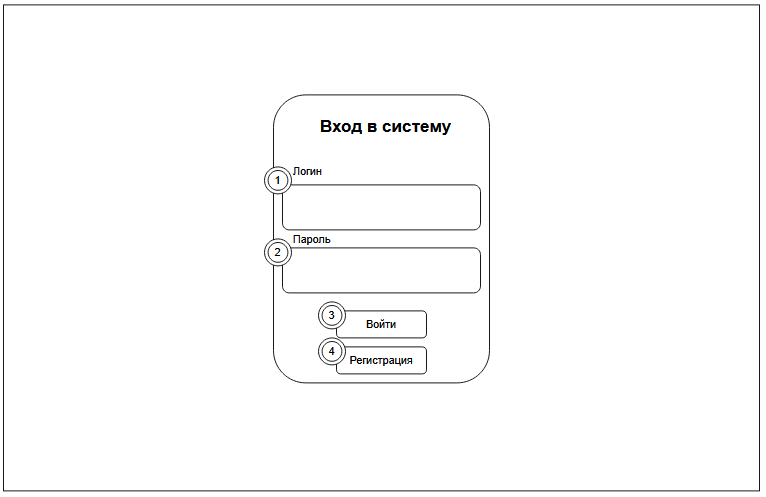 Вход в систему
1 Логин
2 Пароль
3 Войти
4 Регистрация